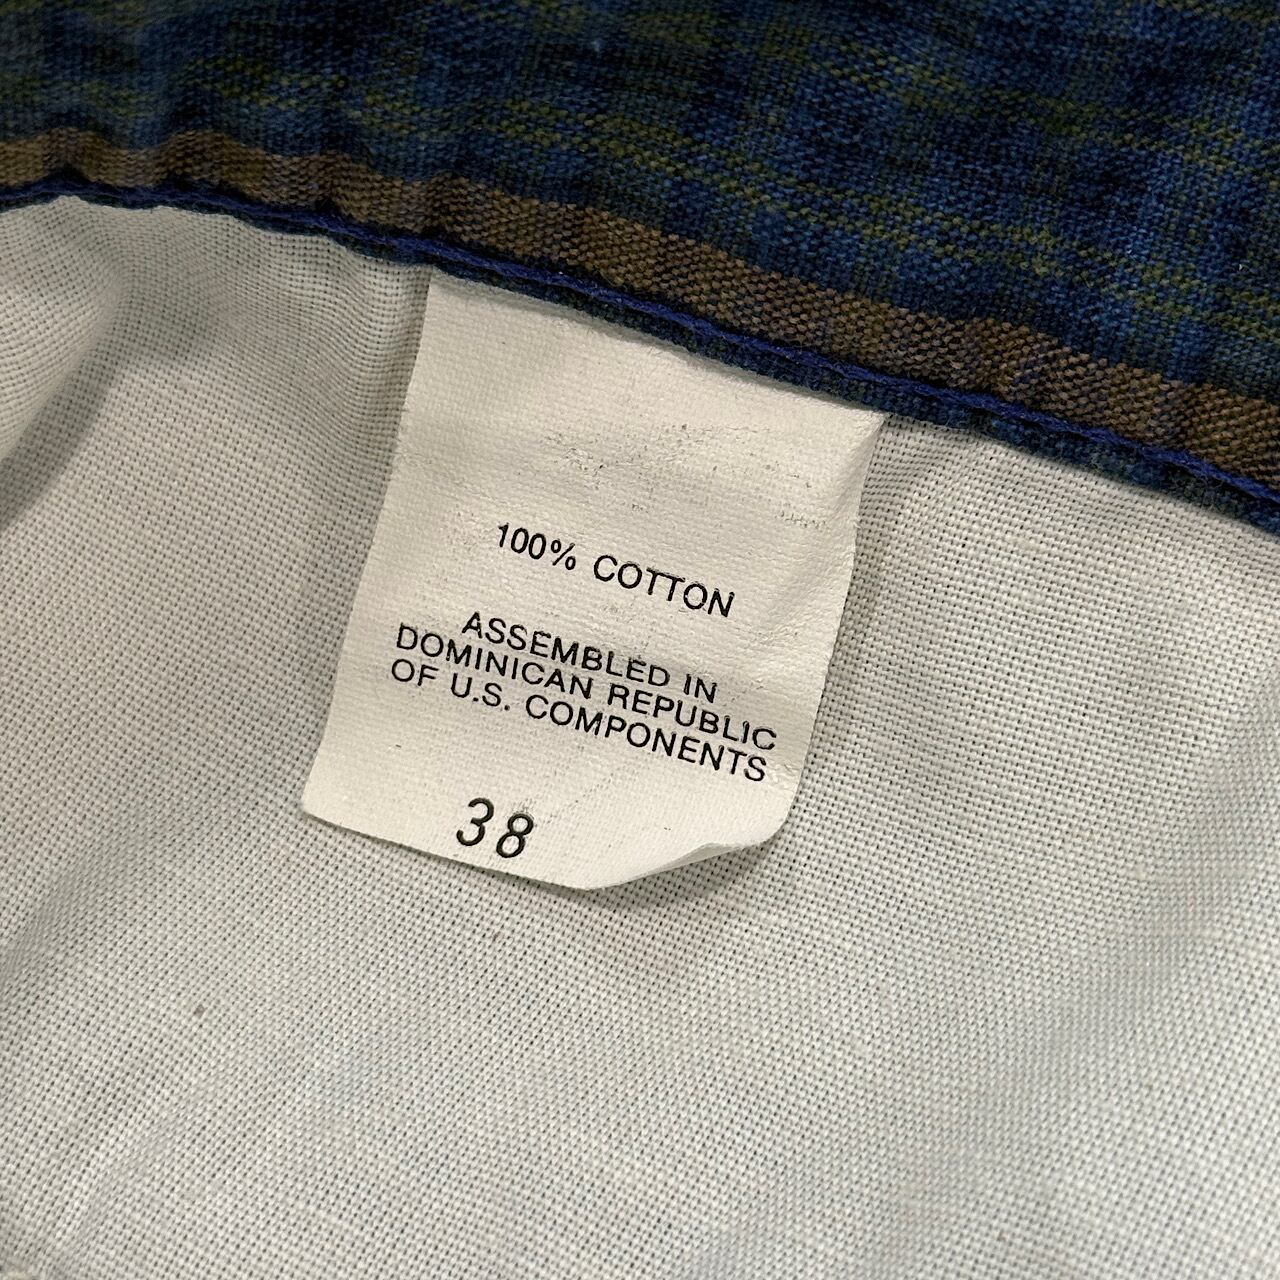 100% COTTON
ASSEMBLED IN
DOMINICAN REPUBLIC
OF U.S. COMPONENTS
38